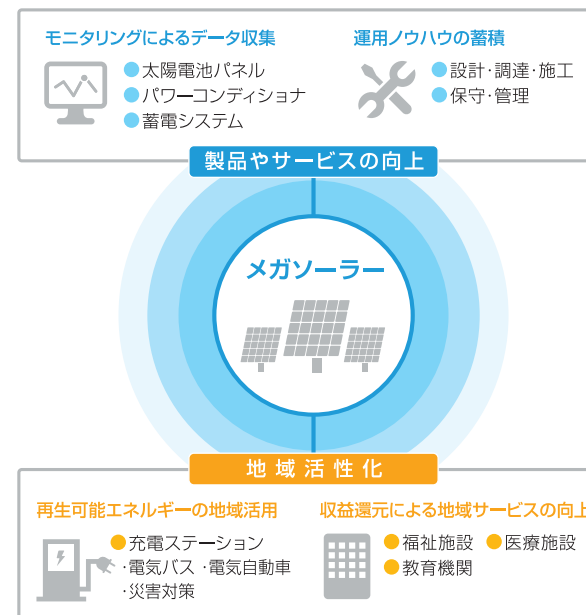 モニタリングによるデータ収集
●太陽電池パネル
●パワーコンディショナ
●蓄電システム
運用ノウハウの蓄積
●設計・調達・施工
●保守・管理
製品やサービスの向上
メガソーラー
地域活性化
再生可能エネルギーの地域活用
●充電ステーション
・電気バス ・電気自動車
・災害対策
収益還元による地域サービスの向上
●福祉施設 ●医療施設
●教育機関